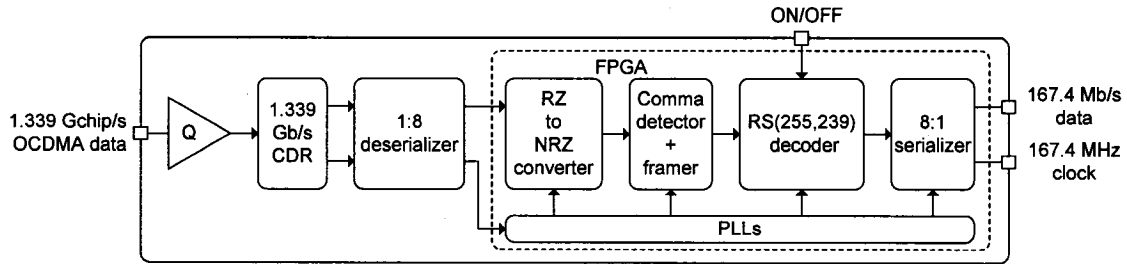 ON/OFF
FPGA
1.339 Gchip/s
OCDMA data
Q
1.339
Gb/s
CDR
1:8
deserializer
RZ
to
NRZ
converter
Comma
detector
+
framer
RS(255,239)
decoder
8:1
serializer
167.4 Mb/s
data
167.4 MHz
clock
PLLs